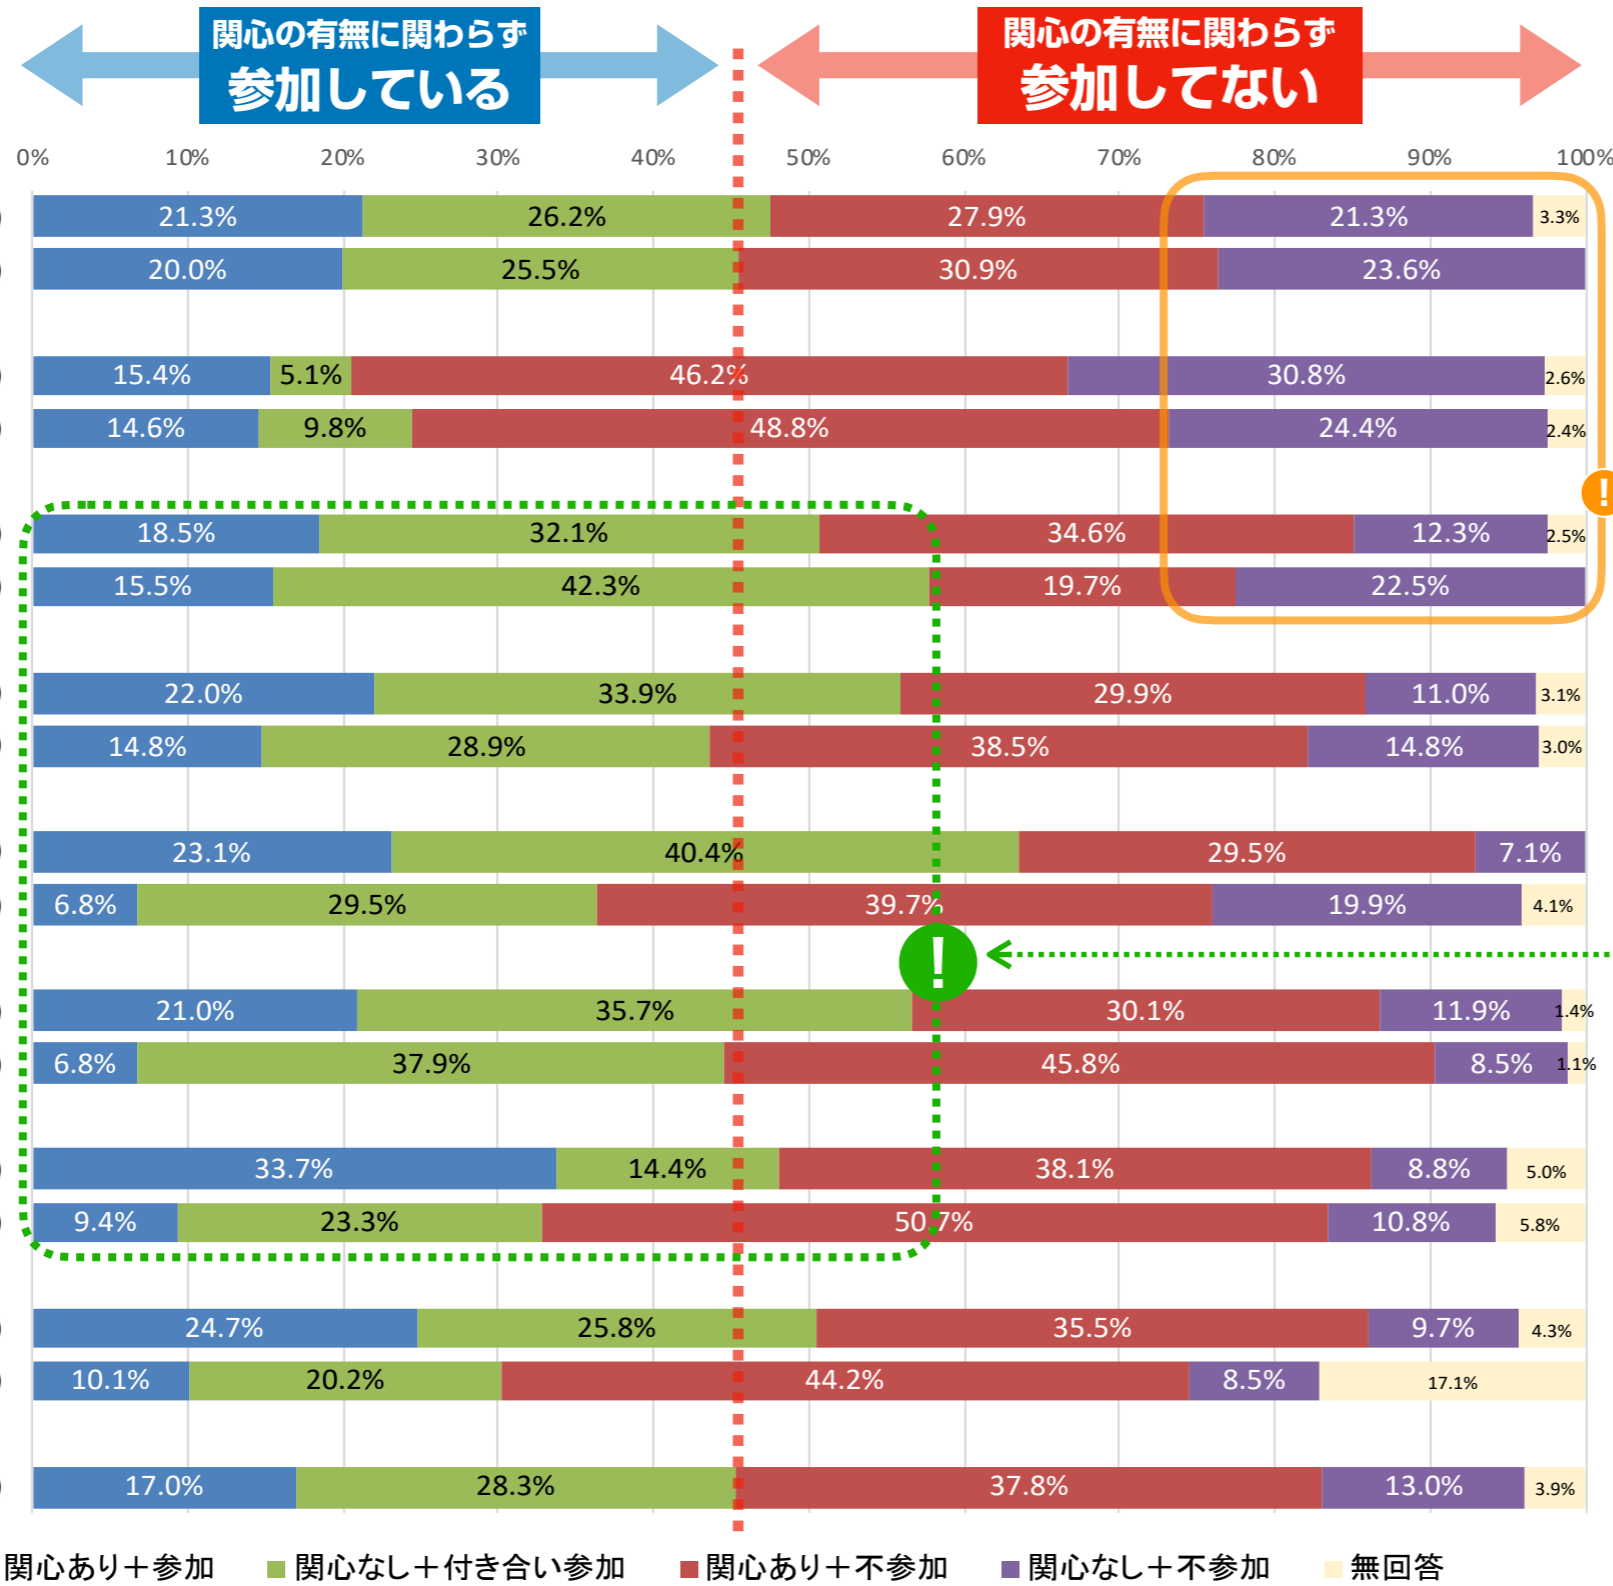 関心の有無に関わらず
参加している
関心の有無に関わらず
参加してない
0% 10% 20% 30% 40% 50% 60% 70% 80% 90% 100%
21.3% 26.2% 27.9% 21.3% 3.3%
20.0% 25.5% 30.9% 23.6%
15.4% 5.1% 46.2% 30.8% 2.6%
14.6% 9.8% 48.8% 24.4% 2.4%
!
18.5% 32.1% 34.6% 12.3% 2.5%
15.5% 42.3% 19.7% 22.5%
22.0% 33.9% 29.9% 11.0% 3.1%
14.8% 28.9% 38.5% 14.8% 3.0%
23.1% 40.4% 29.5% 7.1%
6.8% 29.5% 39.7% 19.9% 4.1%
!
21.0% 35.7% 30.1% 11.9% 1.4%
6.8% 37.9% 45.8% 8.5% 1.1%
33.7% 14.4% 38.1% 8.8% 5.0%
9.4% 23.3% 50.7% 10.8% 5.8%
24.7% 25.8% 35.5% 9.7% 4.3%
10.1% 20.2% 44.2% 8.5% 17.1%
17.0% 28.3% 37.8% 13.0% 3.9%
関心あり+参加 関心なし+付き合い参加 関心あり+不参加 関心なし+不参加 無回答